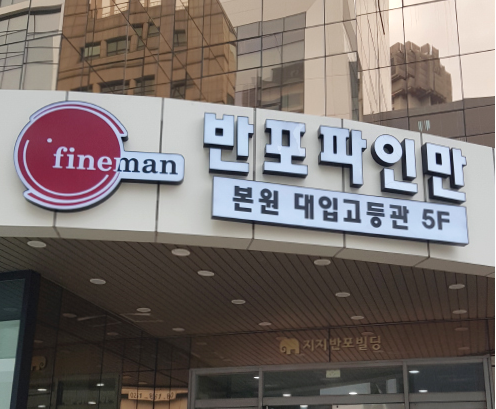 fineman
반포파인만
본원 대입고등관 5F
지지반포빌딩